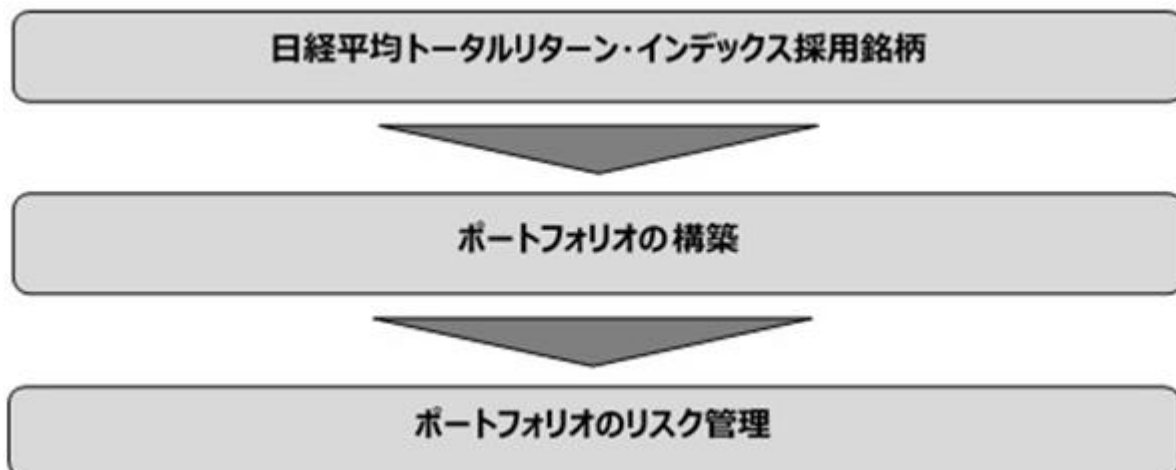 日経平均トータルリターン・インデックス採用銘柄
ポートフォリオの構築
ポートフォリオのリスク管理